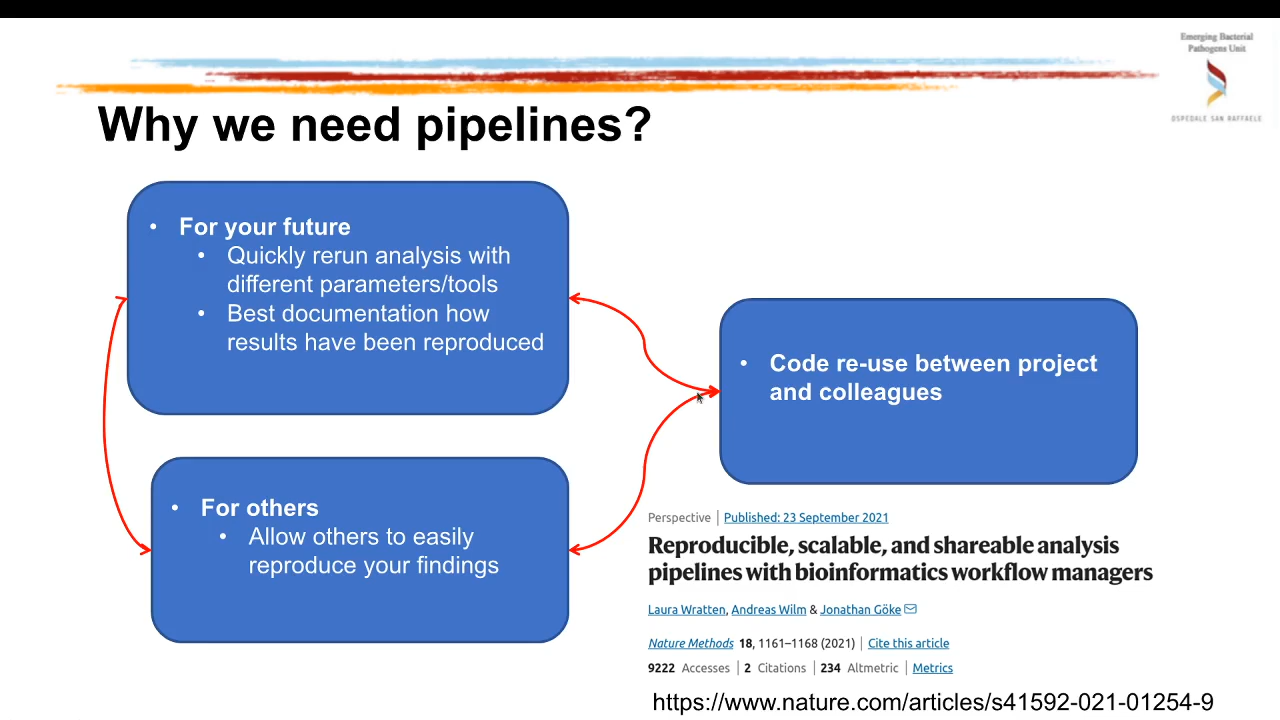 Emerging Bacterial
Pathogens Unit
OSPEDALE SAN RAFFAELE
Why we need pipelines?
• For your future
• Quickly rerun analysis with
different parameters/tools
• Best documentation how
results have been reproduced
• For others
• Allow others to easily
reproduce your findings
• Code re-use between project
and colleagues
Perspective | Published: 23 September 2021
Reproducible, scalable, and shareable analysis
pipelines with bioinformatics workflow managers
Laura Wratten, Andreas Wilm & Jonathan Göke
Nature Methods 18, 1161–1168 (2021) | Cite this article
9222 Accesses | 2 Citations | 234 Altmetric | Metrics
https://www.nature.com/articles/s41592-021-01254-9